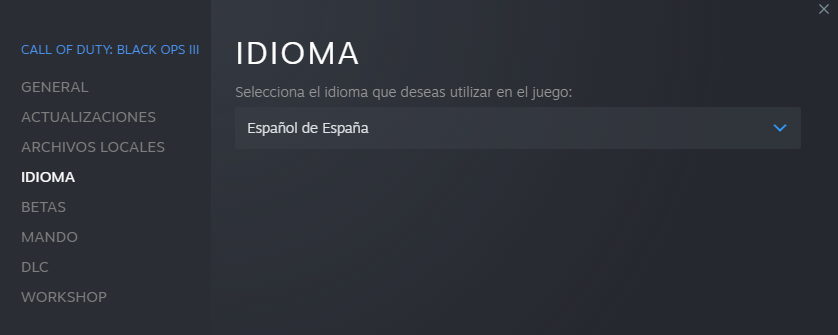 CALL OF DUTY: BLACK OPS III
GENERAL
ACTUALIZACIONES
ARCHIVOS LOCALES
IDIOMA
BETAS
MANDO
DLC
WORKSHOP
IDIOMA
Selecciona el idioma que deseas utilizar en el juego:
Español de España